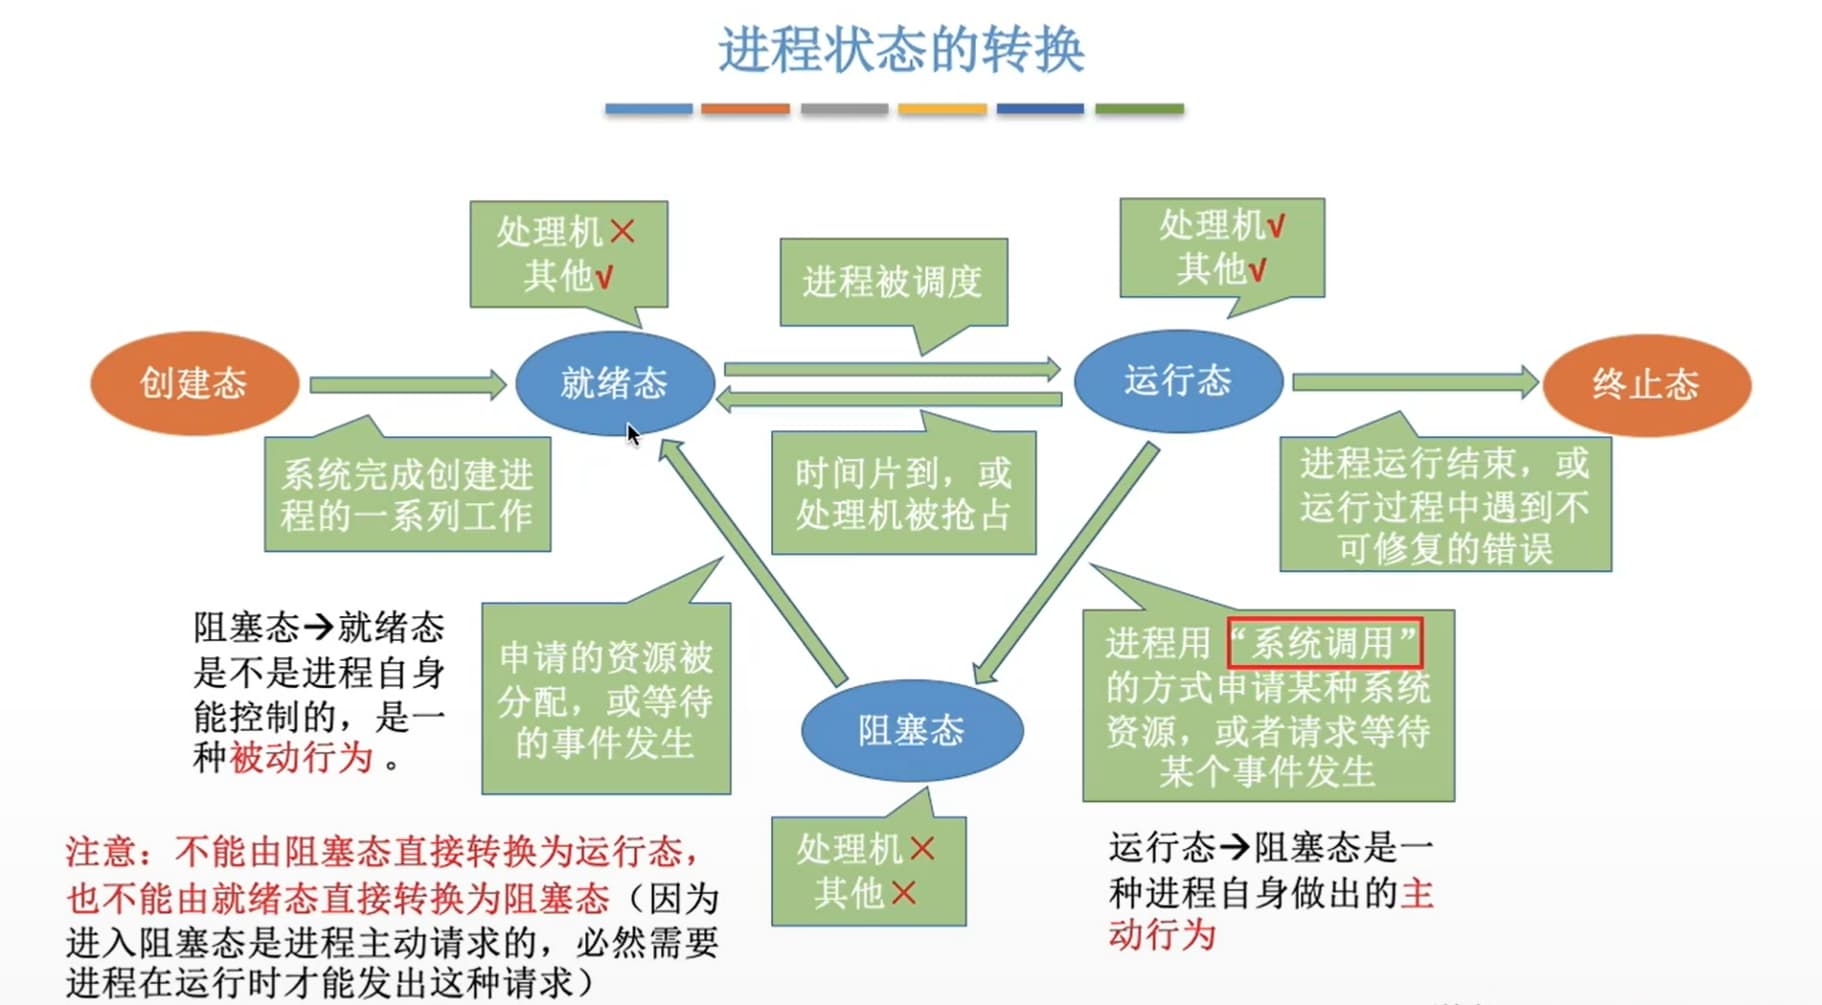 进程状态的转换
处理机×
其他√
进程被调度
处理机√
其他√
创建态
就绪态
运行态
终止态
系统完成创建进
程的一系列工作
时间片到，或
处理机被抢占
进程运行结束，或
运行过程中遇到不
可修复的错误
阻塞态→就绪态
是不是进程自身
能控制的，是一
种被动行为。
申请的资源被
分配，或等待
的事件发生
阻塞态
进程用“系统调用”
的方式申请某种系统
资源，或者请求等待
某个事件发生
处理机×
其他×
注意：不能由阻塞态直接转换为运行态，
也不能由就绪态直接转换为阻塞态（因为
进入阻塞态是进程主动请求的，必然需要
进程在运行时才能发出这种请求）
运行态→阻塞态是一
种进程自身做出的主
动行为